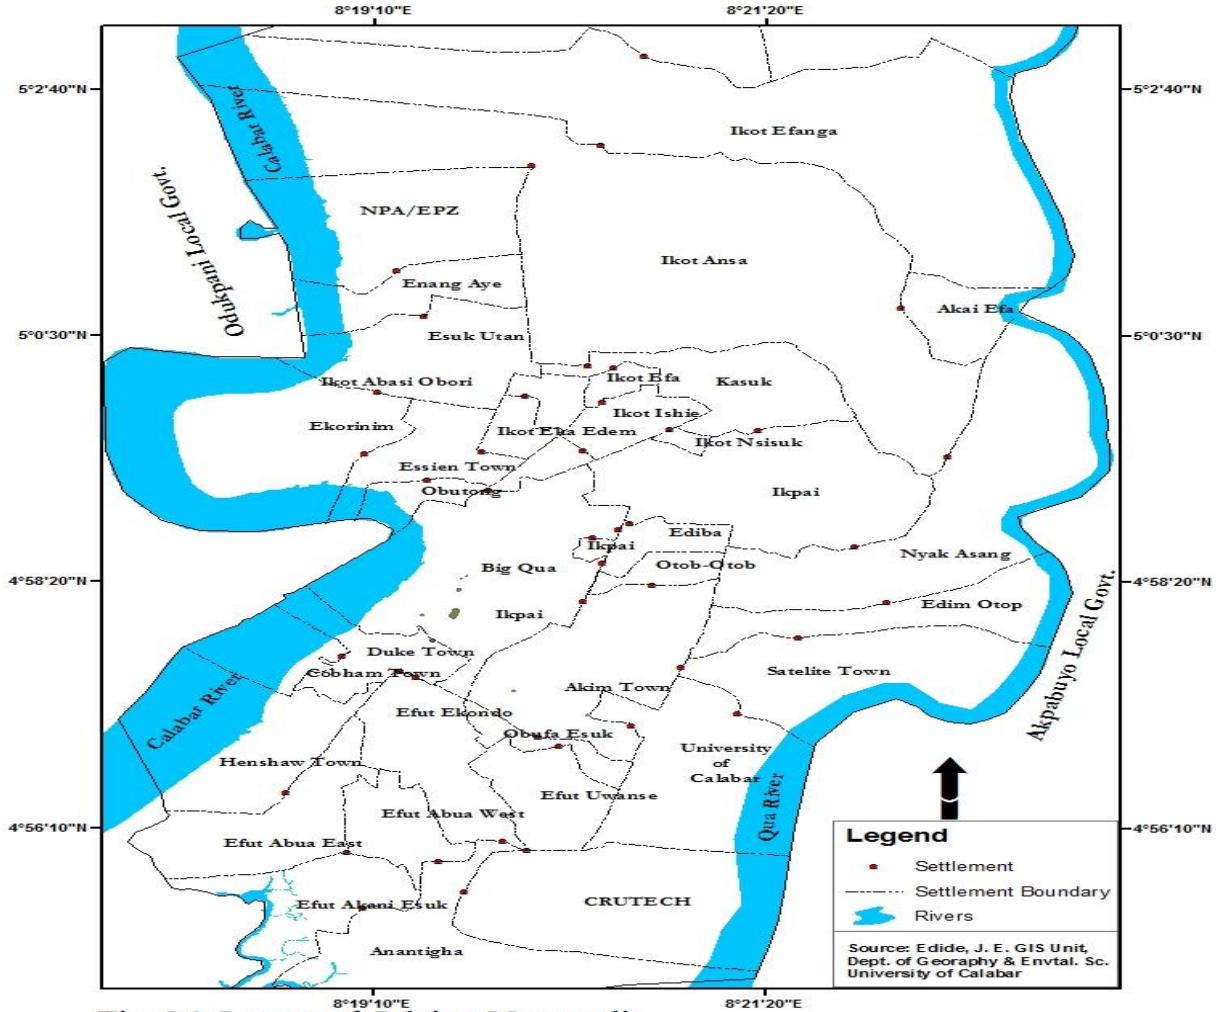 8°19'10"E
8°21'20"E
5°2'40"N
5°2'40"N
Calabar River
Ikot Efanga
Odukpani Local Govt.
NPA/EPZ
Ikot Ansa
Enang Aye
Akai Efa
5°0'30"N
Esuk Utan
5°0'30"N
Ikot Abasi Obori
Ikot Efa
Kasuk
Ikot Ishie
Ekorinim
Ikot Eka Edem
Ikot Nsisuk
Essien Town
Obutong
Ikpai
Ediba
Ikpai
Nyak Asang
Big Qua
Otob-Otob
4°58'20"N
4°58'20"N
Edim Otop
Ikpai
Akpabuyo Local Govt.
Duke Town
Cobham Town
Satelite Town
Akim Town
Calabar River
Efut Ekondo
Obufa Esuk
University
of
Calabar
Henshaw Town
Efut Uwanse
Qua River
Efut Abua West
4°56'10"N
4°56'10"N
Efut Abua East
Efut Akani Esuk
CRUTECH
Anantigha
Legend
Settlement
Settlement Boundary
Rivers
Source: Edide, J. E. GIS Unit,
Dept. of Georaphy & Envtal. Sc.
University of Calabar
8°19'10"E
8°21'20"E